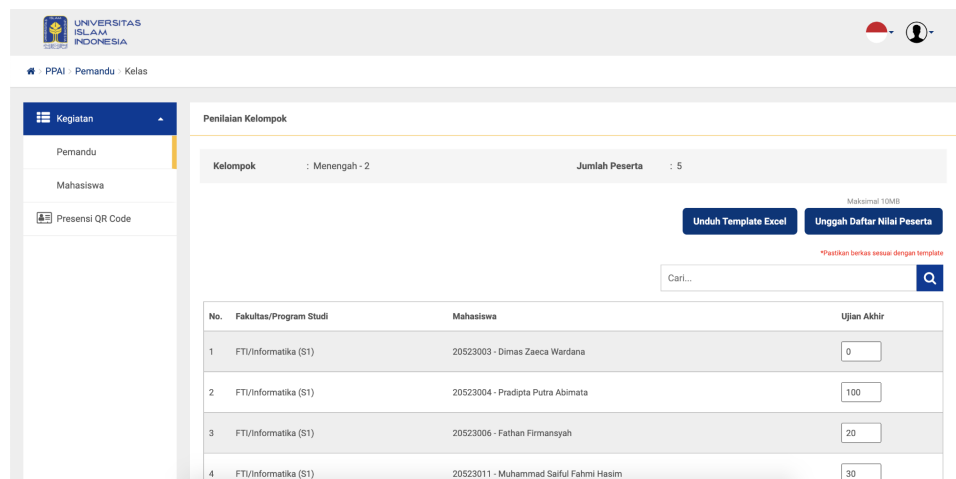 UNIVERSITAS
ISLAM
INDONESIA
> PPAI > Pemandu > Kelas
Kegiatan
Pemandu
Mahasiswa
Presensi QR Code
Penilaian Kelompok
Kelompok : Menengah - 2 Jumlah Peserta : 5
Maksimal 10MB
Unduh Template Excel Unggah Daftar Nilai Peserta
*Pastikan berkas sesuai dengan template
Cari...
No. Fakultas/Program Studi Mahasiswa Ujian Akhir
1 FTI/Informatika (S1) 20523003 - Dimas Zaeca Wardana 0
2 FTI/Informatika (S1) 20523004 - Pradipta Putra Abimata 100
3 FTI/Informatika (S1) 20523006 - Fathan Firmansyah 20
4 FTI/Informatika (S1) 20523011 - Muhammad Saiful Fahmi Hasim 30